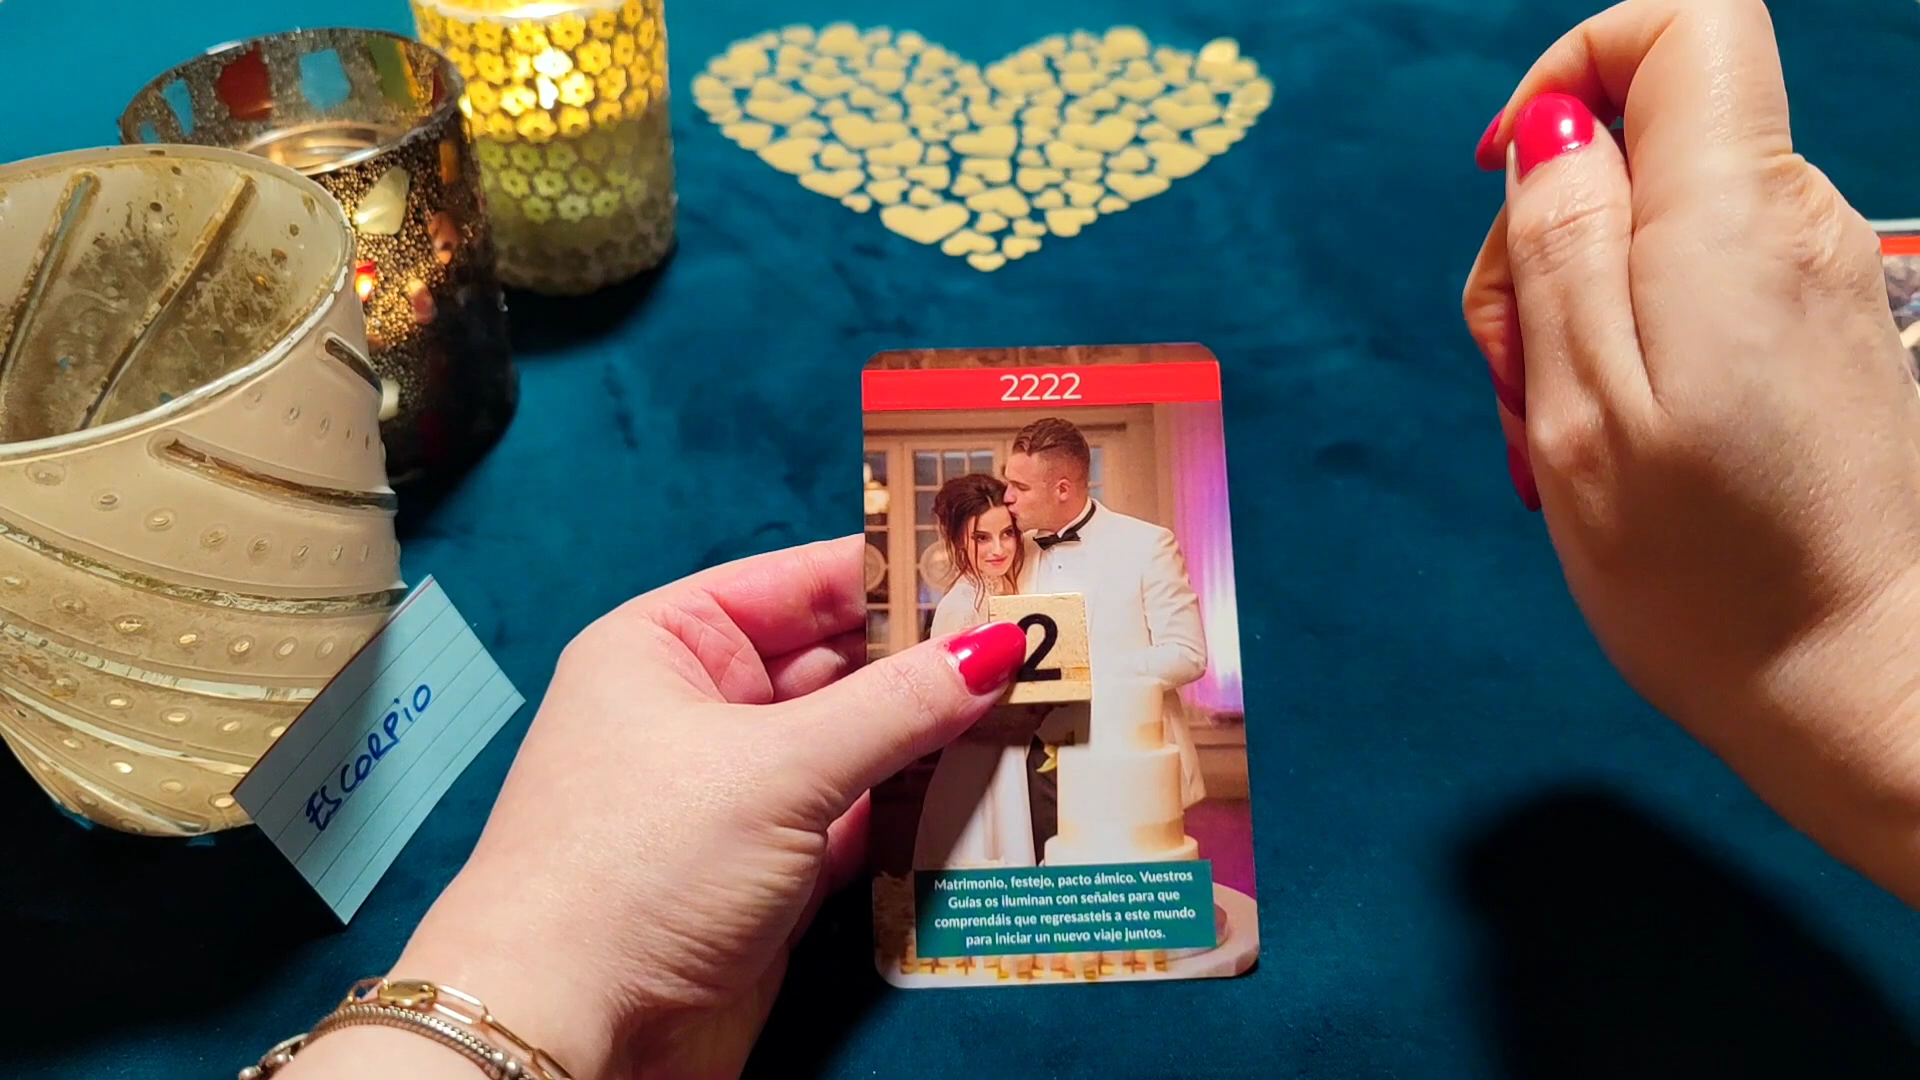 2222
2
ESCORPIO
Matrimonio, festejo, pacto álmico. Vuestros
Guías os iluminan con señales para que
comprendáis que regresasteis a este mundo
para iniciar un nuevo viaje juntos.